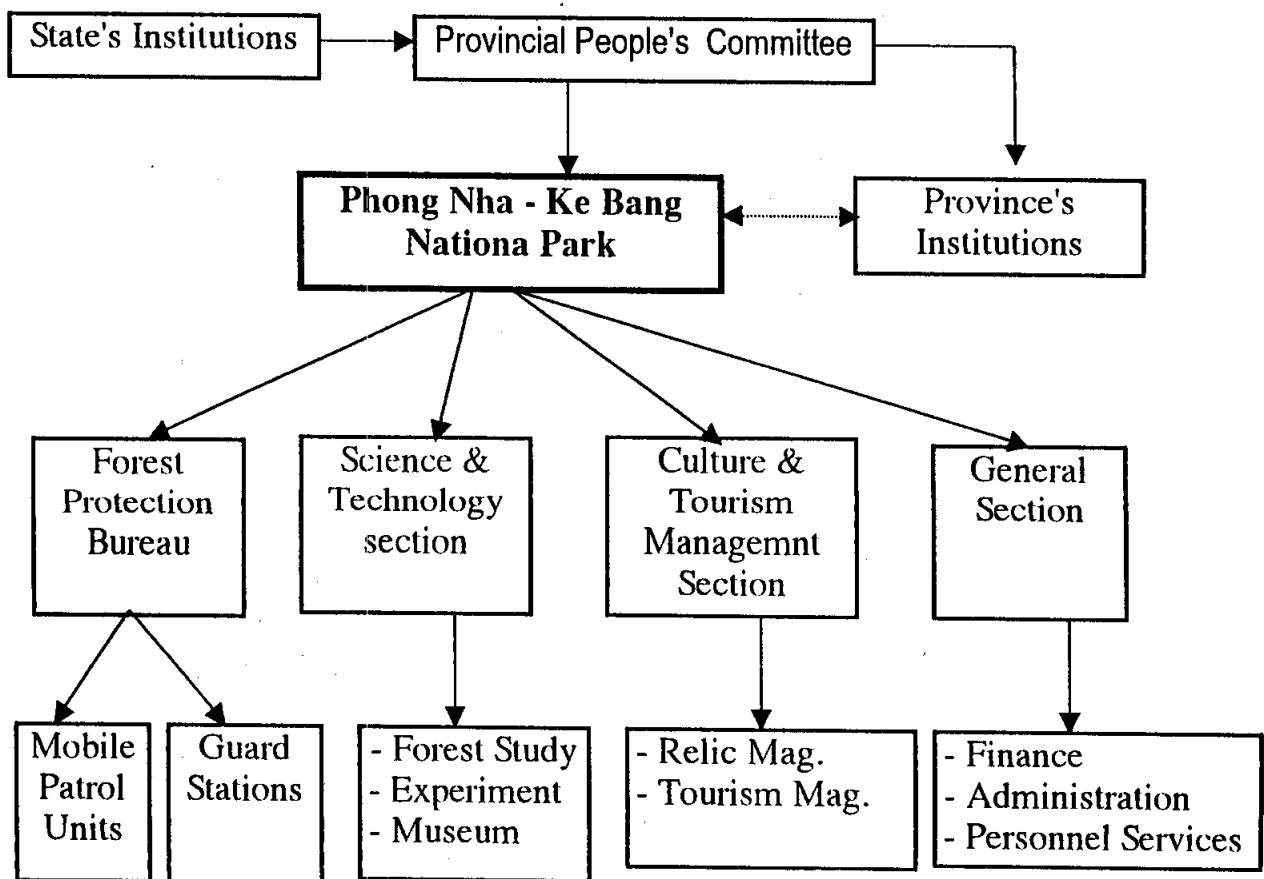 State's Institutions
Provincial People's Committee
Phong Nha - Ke Bang
Nationa Park
Province's
Institutions
Forest
Protection
Bureau
Science &
Technology
section
Culture &
Tourism
Managemnt
Section
General
Section
Mobile
Patrol
Units
Guard
Stations
- Forest Study
- Experiment
- Museum
- Relic Mag.
- Tourism Mag.
- Finance
- Administration
- Personnel Services